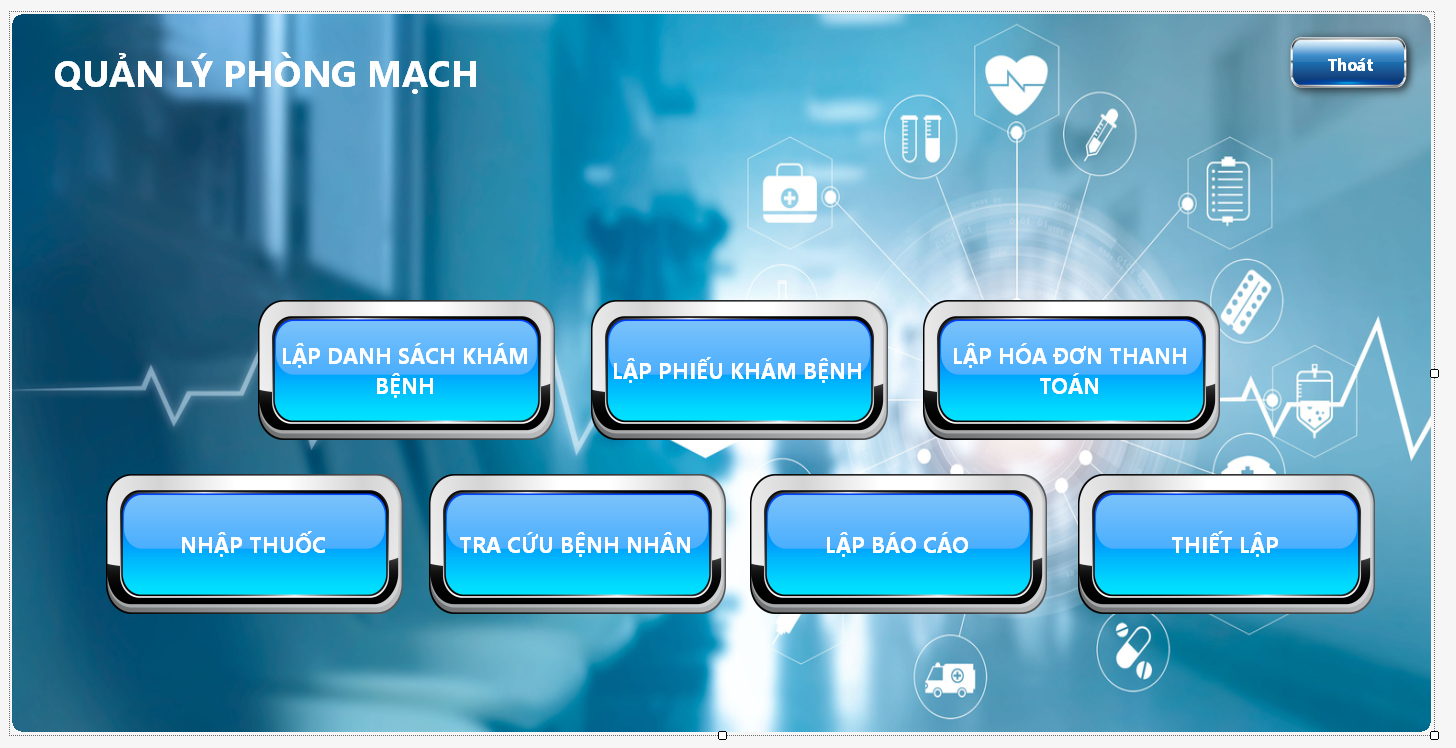 QUẢN LÝ PHÒNG MẠCH
Thoát
LẬP DANH SÁCH KHÁM
BỆNH
LẬP PHIẾU KHÁM BỆNH
LẬP HÓA ĐƠN THANH
TOÁN
NHẬP THUỐC
TRA CỨU BỆNH NHÂN
LẬP BÁO CÁO
THIẾT LẬP